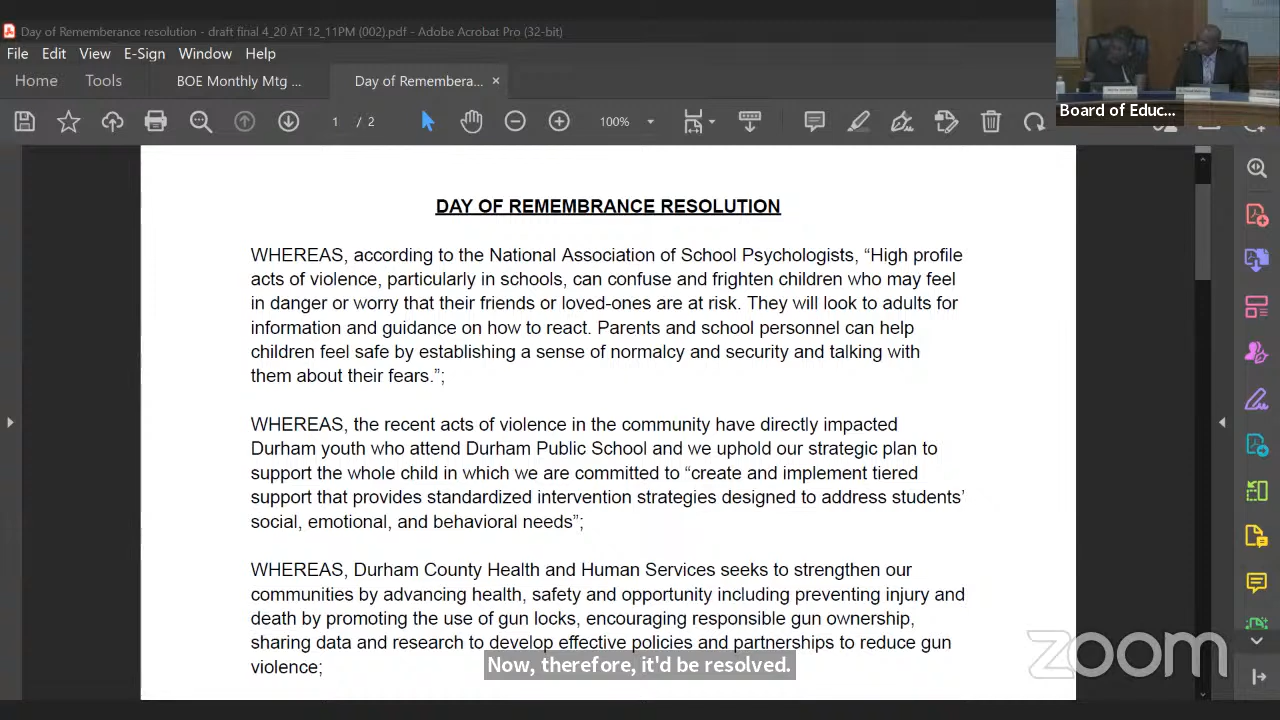 Day of Rememberance resolution - draft final 4_20 AT 12_11PM (002).pdf - Adobe Acrobat Pro (32-bit)
File Edit View E-Sign Window Help
Home Tools BOE Monthly Mtg ... Day of Remembera... ×
Board of Educ...
1 / 2 100%
DAY OF REMEMBRANCE RESOLUTION
WHEREAS, according to the National Association of School Psychologists, “High profile
acts of violence, particularly in schools, can confuse and frighten children who may feel
in danger or worry that their friends or loved-ones are at risk. They will look to adults for
information and guidance on how to react. Parents and school personnel can help
children feel safe by establishing a sense of normalcy and security and talking with
them about their fears.”;
WHEREAS, the recent acts of violence in the community have directly impacted
Durham youth who attend Durham Public School and we uphold our strategic plan to
support the whole child in which we are committed to “create and implement tiered
support that provides standardized intervention strategies designed to address students’
social, emotional, and behavioral needs”;
WHEREAS, Durham County Health and Human Services seeks to strengthen our
communities by advancing health, safety and opportunity including preventing injury and
death by promoting the use of gun locks, encouraging responsible gun ownership,
sharing data and research to develop effective policies and partnerships to reduce gun
violence;
Now, therefore, it'd be resolved.
zoom